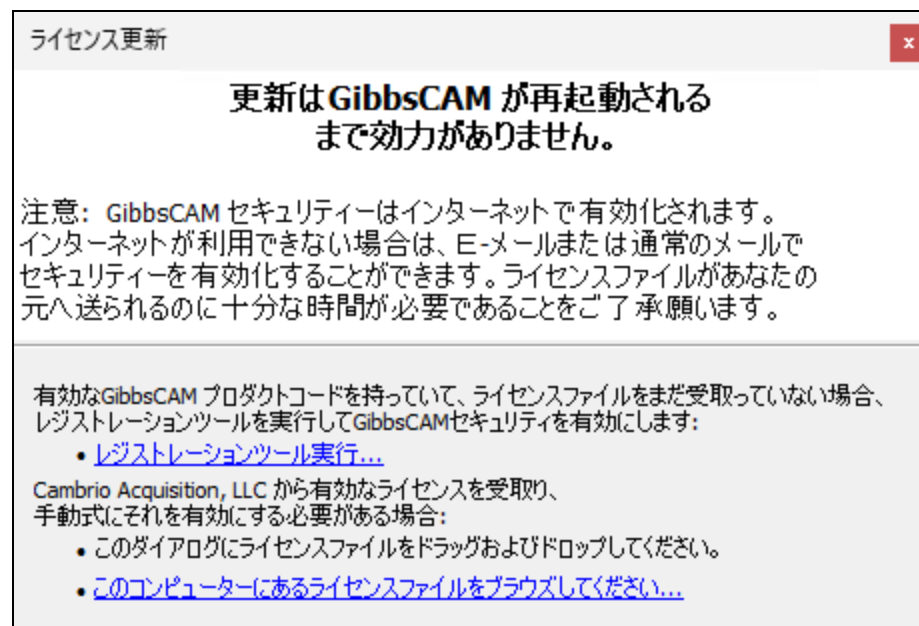 ライセンス更新
x
更新はGibbsCAM が再起動される
まで効力がありません。
注意: GibbsCAM セキュリティーはインターネットで有効化されます。
インターネットが利用できない場合は、E-メールまたは通常のメールで
セキュリティーを有効化することができます。ライセンスファイルがあなたの
元へ送られるのに十分な時間が必要であることをご了承願います。
有効なGibbsCAM プロダクトコードを持っていて、ライセンスファイルをまだ受取っていない場合、
レジストレーションツールを実行してGibbsCAMセキュリティを有効にします:
• レジストレーションツール実行...
Cambrio Acquisition, LLC から有効なライセンスを受取り、
手動式にそれを有効にする必要がある場合:
• このダイアログにライセンスファイルをドラッグおよびドロップしてください。
• このコンピューターにあるライセンスファイルをブラウズしてください...